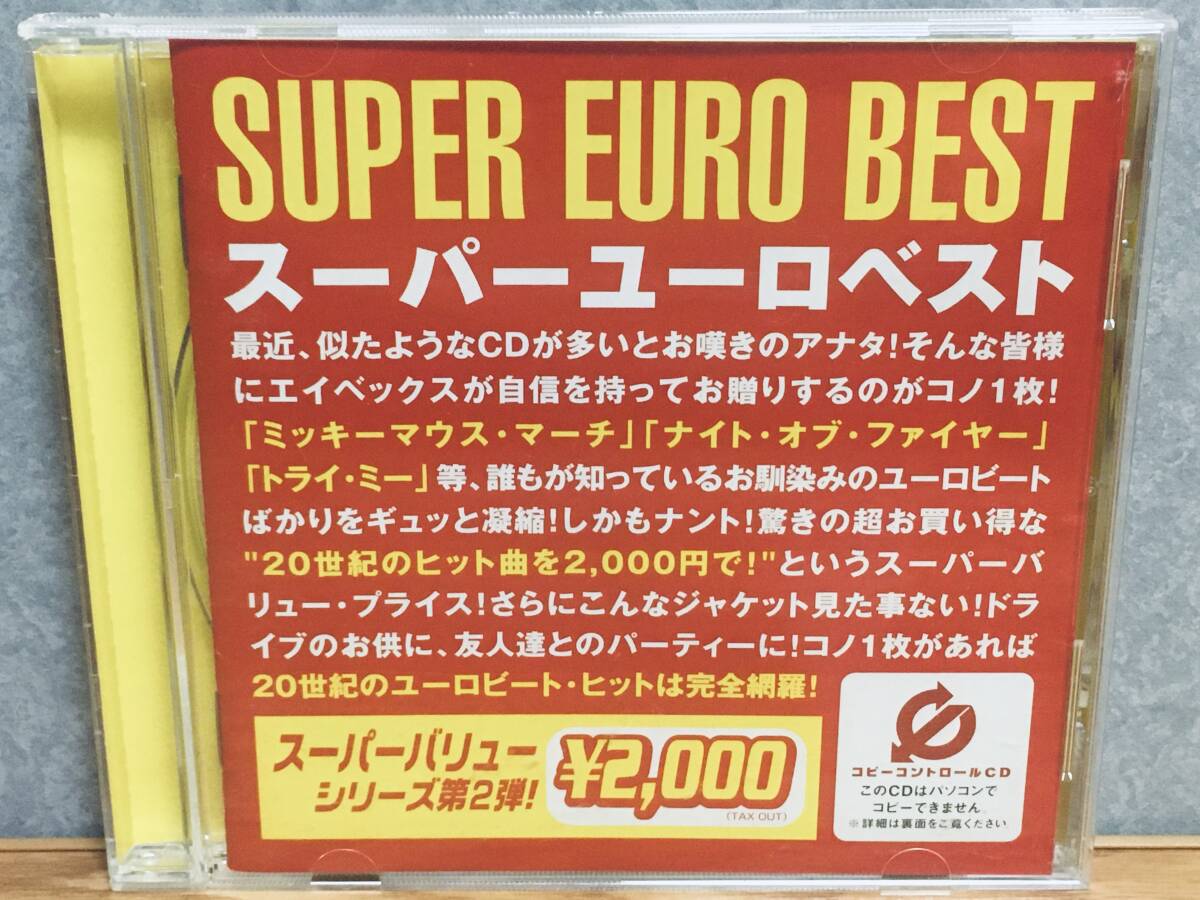 SUPER EURO BEST
スーパーユーロベスト
最近、似たようなCDが多いとお嘆きのアナタ!そんな皆様
にエイベックスが自信を持ってお贈りするのがコノ1枚!
「ミッキーマウス・マーチ」「ナイト・オブ・ファイヤー」
「トライ・ミー」等、誰もが知っているお馴染みのユーロビート
ばかりをギュッと凝縮!しかもナント!驚きの超お買い得な
"20世紀のヒット曲を2,000円で!"というスーパーバ
リュー・プライス!さらにこんなジャケット見た事ない!ドラ
イブのお供に、友人達とのパーティーに!コノ1枚があれば
20世紀のユーロビート・ヒットは完全網羅!
スーパーバリュー
シリーズ第2弾!
¥2,000
(TAX OUT)
コピーコントロールCD
このCDはパソコンで
コピーできません。
※詳細は裏面をご覧ください。